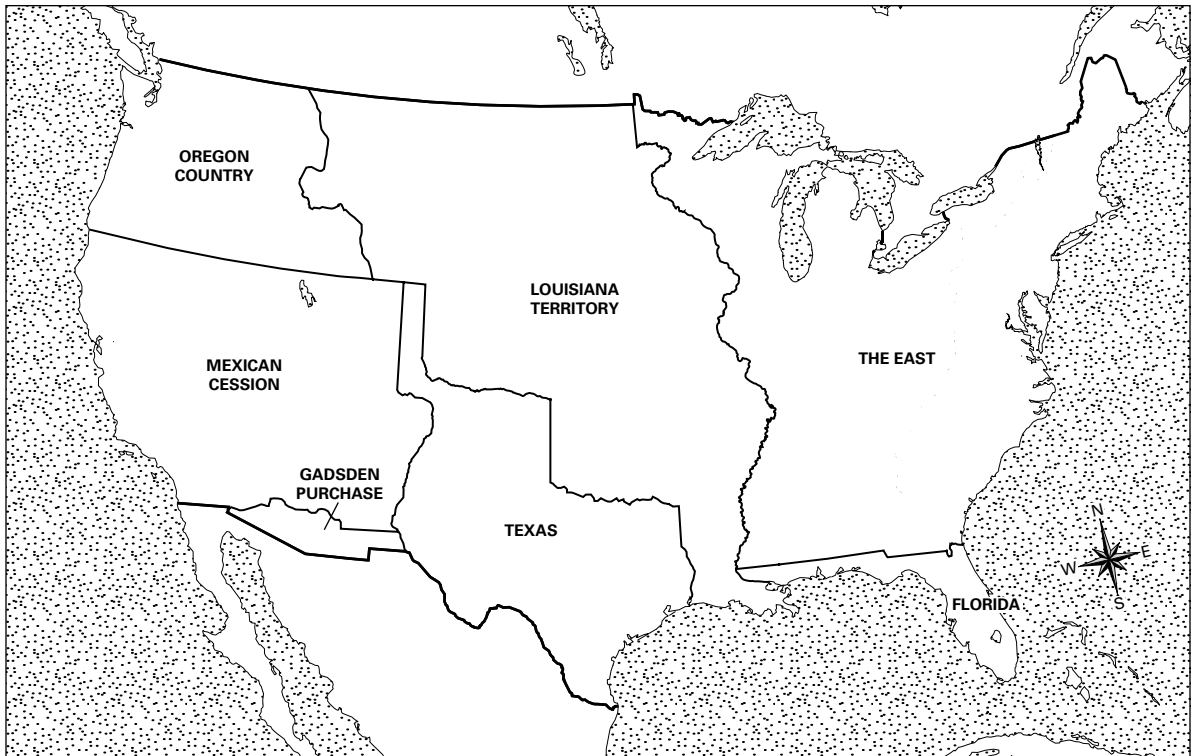 OREGON
COUNTRY
LOUISIANA
TERRITORY
THE EAST
MEXICAN
CESSION
GADSDEN
PURCHASE
TEXAS
FLORIDA
N
W E
S